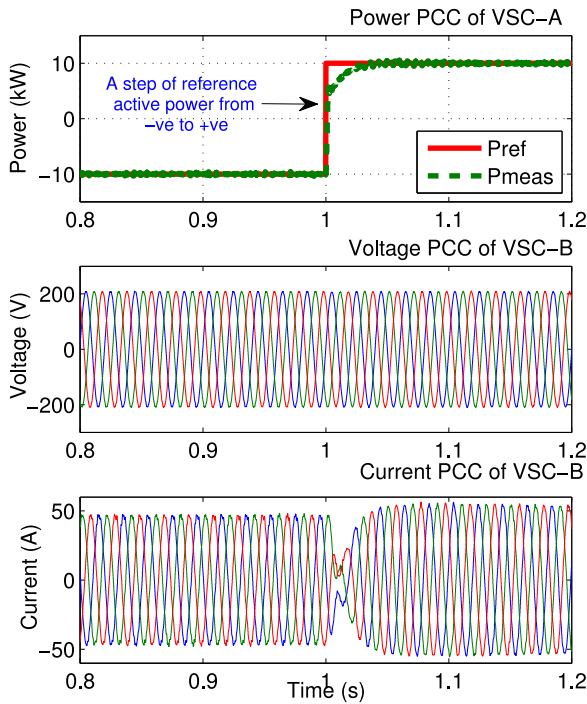 Power PCC of VSC−A
Power (kW)
10
0
−10
A step of reference
active power from
−ve to +ve
Pref
Pmeas
0.8 0.9 1 1.1 1.2
Voltage PCC of VSC−B
Voltage (V)
200
0
−200
0.8 0.9 1 1.1 1.2
Current PCC of VSC−B
Current (A)
50
0
−50
0.8 0.9 1 1.1 1.2
Time (s)